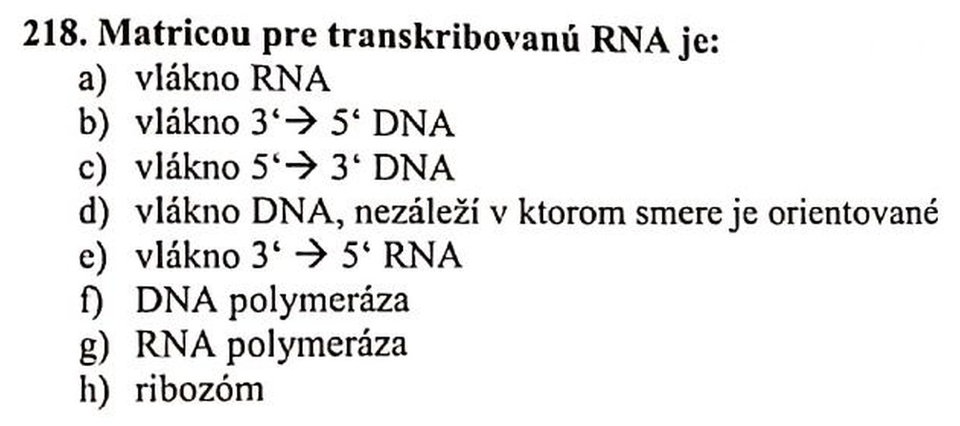 218. Matricou pre transkribovanú RNA je:
a) vlákno RNA
b) vlákno 3‘→ 5‘ DNA
c) vlákno 5‘→ 3‘ DNA
d) vlákno DNA, nezáleží v ktorom smere je orientované
e) vlákno 3‘ → 5‘ RNA
f) DNA polymeráza
g) RNA polymeráza
h) ribozóm